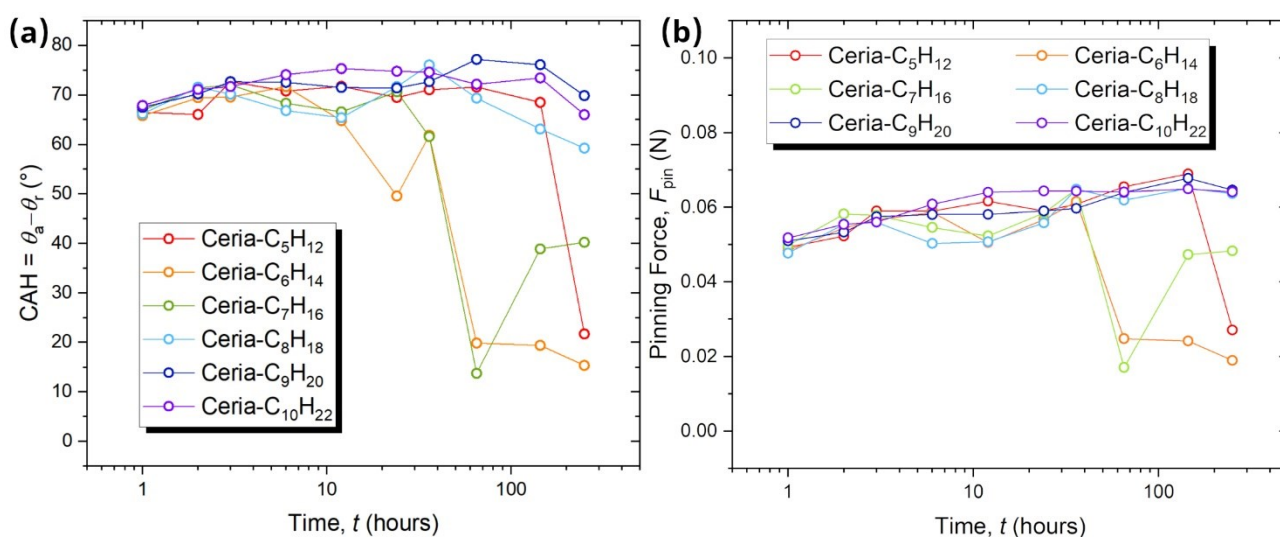 (a)
80
70
60
50
40
30
20
10
0
CAH = θₐ–θᵣ (°)
Ceria-C₅H₁₂
Ceria-C₆H₁₄
Ceria-C₇H₁₆
Ceria-C₈H₁₈
Ceria-C₉H₂₀
Ceria-C₁₀H₂₂
1 10 100
Time, t (hours)
(b)
0.10
0.08
0.06
0.04
0.02
0.00
Pinning Force, Fpin (N)
Ceria-C₅H₁₂ Ceria-C₆H₁₄
Ceria-C₇H₁₆ Ceria-C₈H₁₈
Ceria-C₉H₂₀ Ceria-C₁₀H₂₂
1 10 100
Time, t (hours)